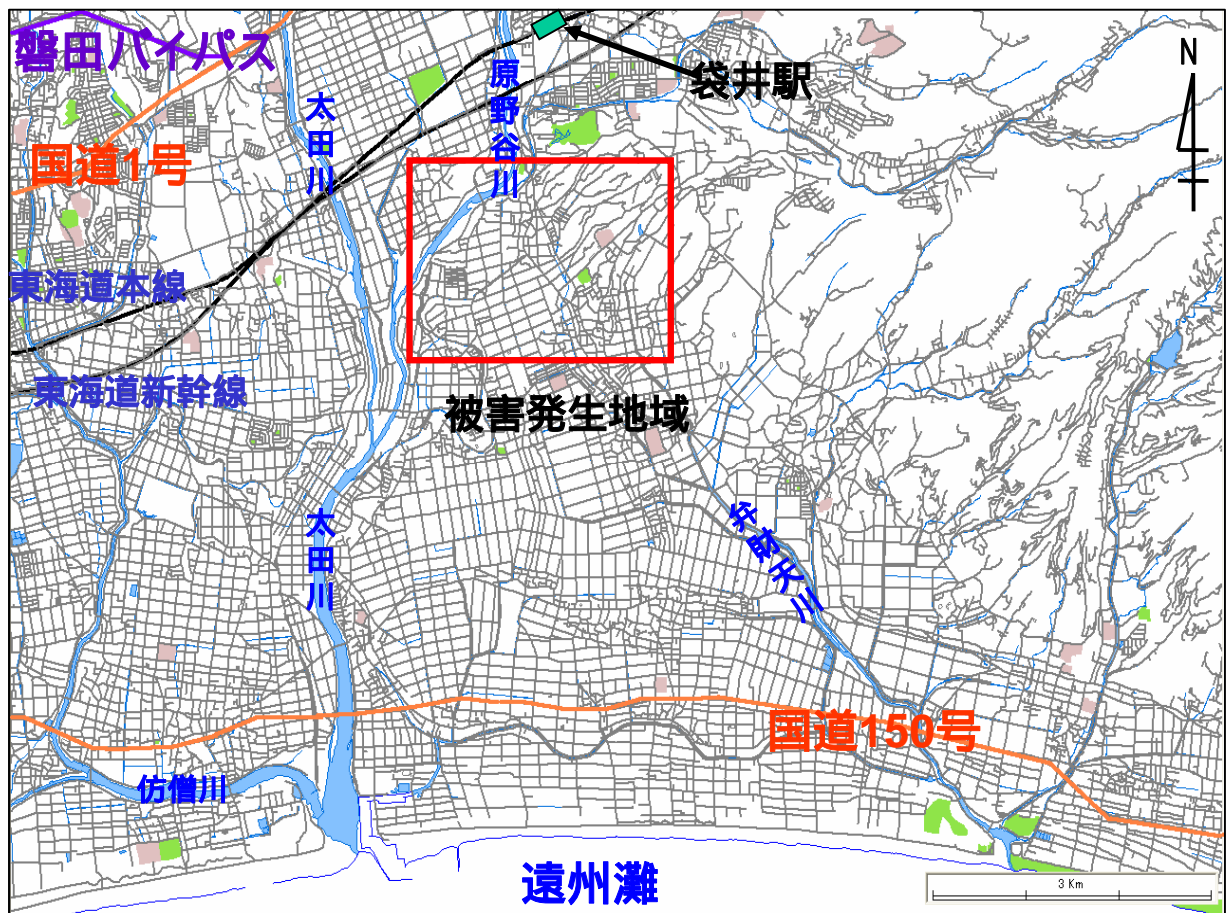 磐田バイパス
袋井駅
N
原野谷川
太田川
国道1号
東海道本線
東海道新幹線
被害発生地域
太田川
弁財天川
国道150号
仿僧川
遠州灘
3 Km